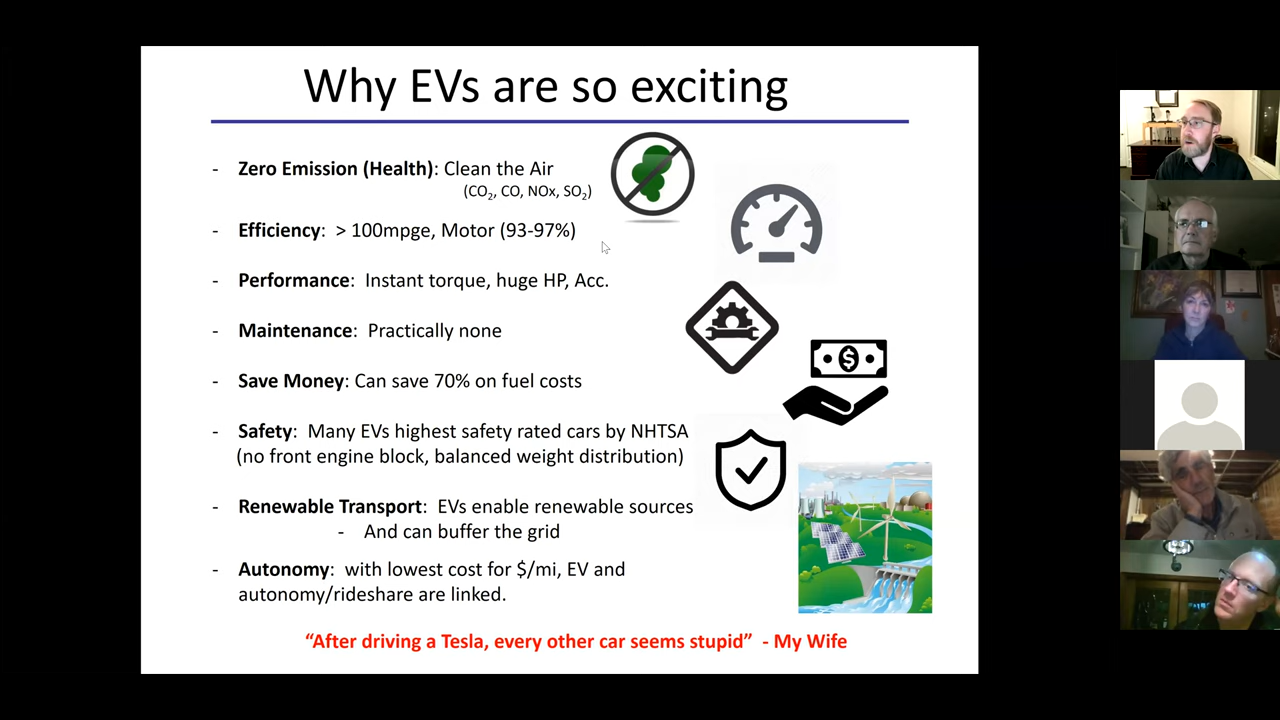 Why EVs are so exciting
- Zero Emission (Health): Clean the Air
(CO₂, CO, NOx, SO₂)
- Efficiency: > 100mpge, Motor (93-97%)
- Performance: Instant torque, huge HP, Acc.
- Maintenance: Practically none
- Save Money: Can save 70% on fuel costs
- Safety: Many EVs highest safety rated cars by NHTSA
(no front engine block, balanced weight distribution)
- Renewable Transport: EVs enable renewable sources
- And can buffer the grid
- Autonomy: with lowest cost for $/mi, EV and
autonomy/rideshare are linked.
“After driving a Tesla, every other car seems stupid” - My Wife
$